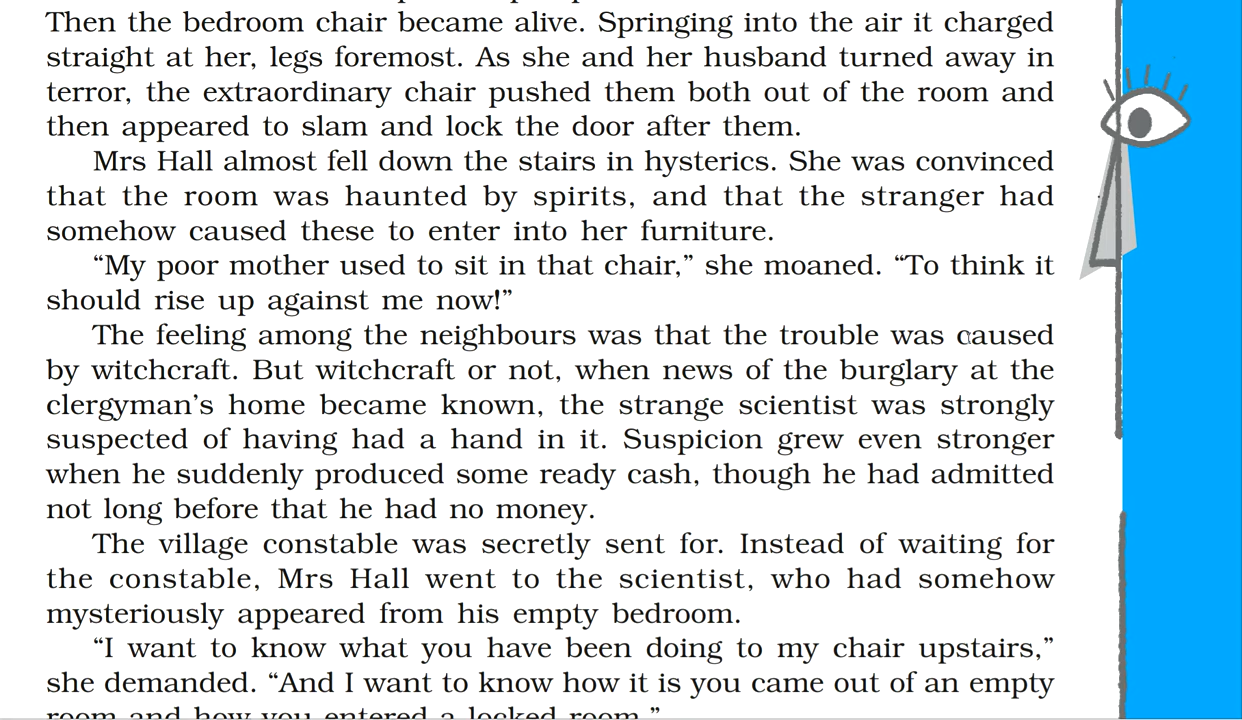 Then the bedroom chair became alive. Springing into the air it charged
straight at her, legs foremost. As she and her husband turned away in
terror, the extraordinary chair pushed them both out of the room and
then appeared to slam and lock the door after them.
Mrs Hall almost fell down the stairs in hysterics. She was convinced
that the room was haunted by spirits, and that the stranger had
somehow caused these to enter into her furniture.
“My poor mother used to sit in that chair,” she moaned. “To think it
should rise up against me now!”
The feeling among the neighbours was that the trouble was caused
by witchcraft. But witchcraft or not, when news of the burglary at the
clergyman’s home became known, the strange scientist was strongly
suspected of having had a hand in it. Suspicion grew even stronger
when he suddenly produced some ready cash, though he had admitted
not long before that he had no money.
The village constable was secretly sent for. Instead of waiting for
the constable, Mrs Hall went to the scientist, who had somehow
mysteriously appeared from his empty bedroom.
“I want to know what you have been doing to my chair upstairs,”
she demanded. “And I want to know how it is you came out of an empty
room and how you entered a locked room.”